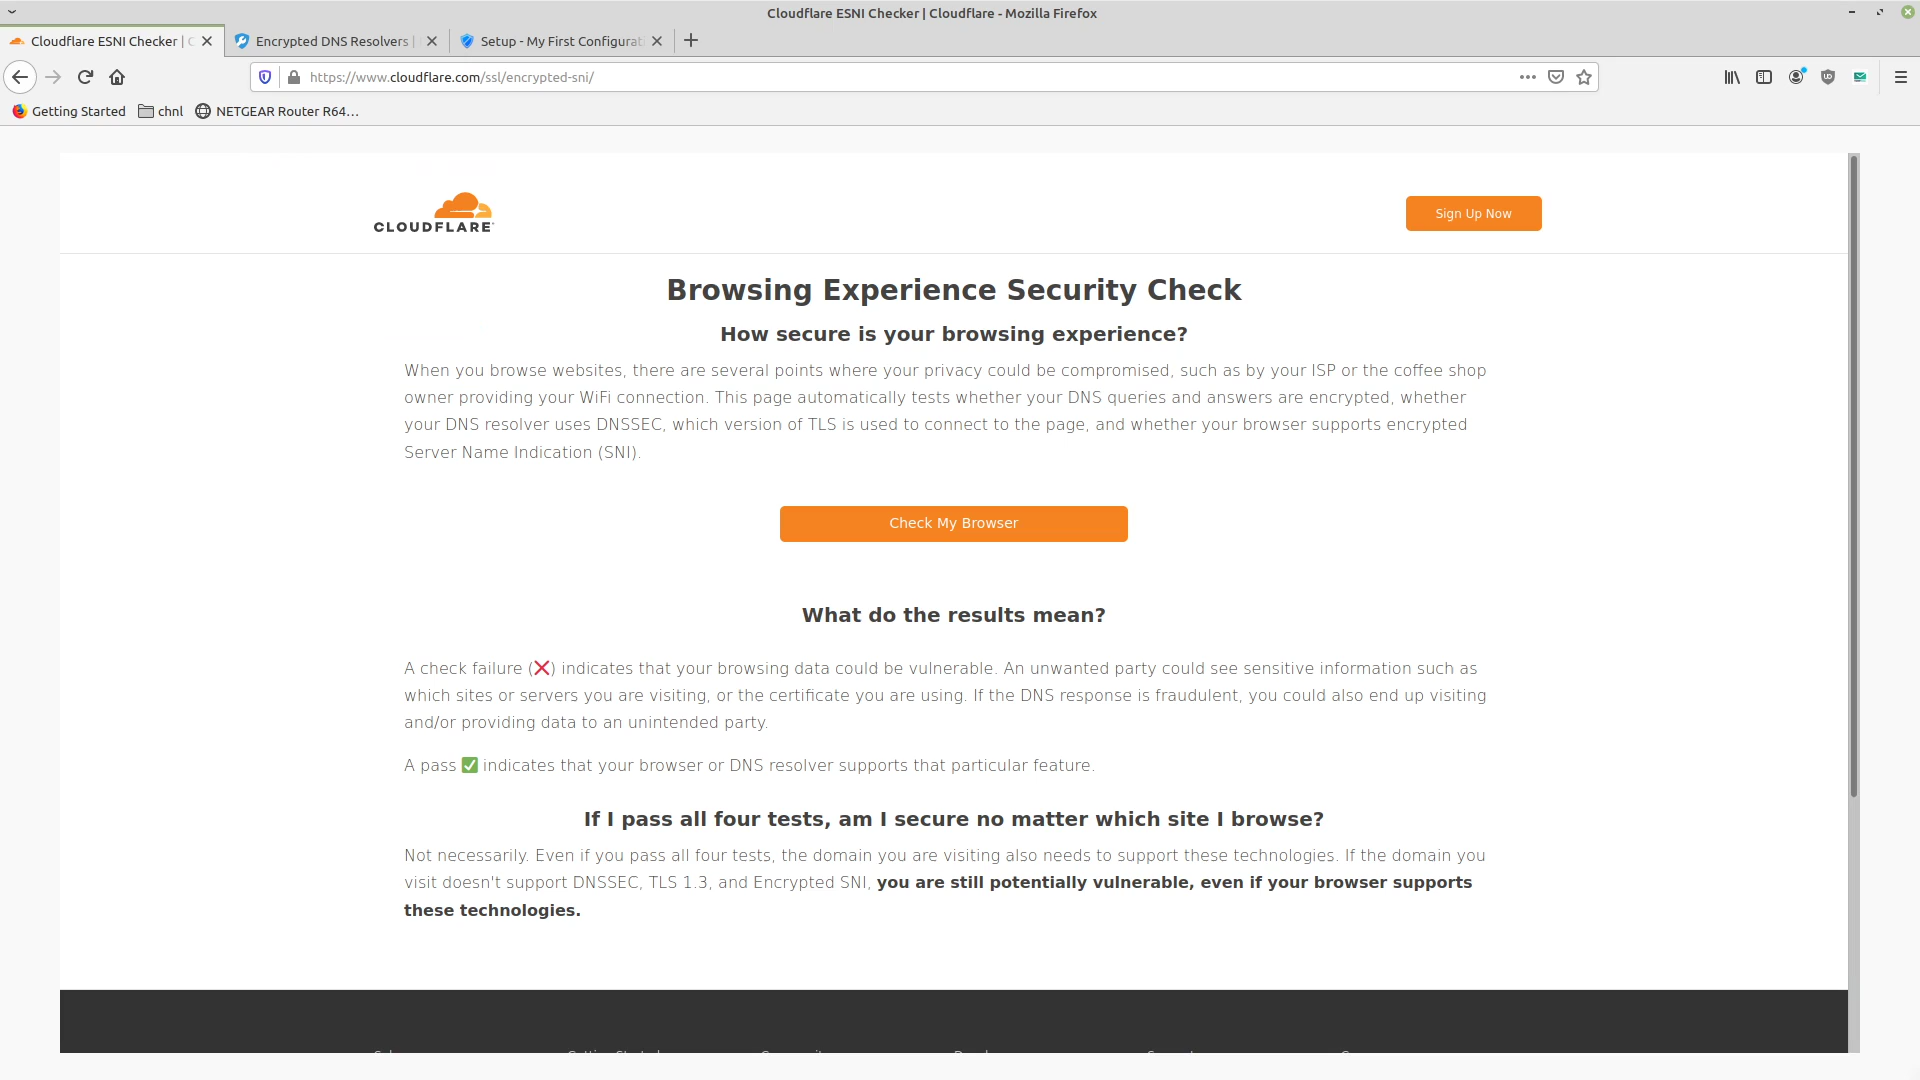 Cloudflare ESNI Checker | Cloudflare - Mozilla Firefox
Cloudflare ESNI Checker |
Encrypted DNS Resolvers |
Setup - My First Configurat
https://www.cloudflare.com/ssl/encrypted-sni/
Getting Started
chnl
NETGEAR Router R64…
CLOUDFLARE
Sign Up Now
Browsing Experience Security Check
How secure is your browsing experience?
When you browse websites, there are several points where your privacy could be compromised, such as by your ISP or the coffee shop
owner providing your WiFi connection. This page automatically tests whether your DNS queries and answers are encrypted, whether
your DNS resolver uses DNSSEC, which version of TLS is used to connect to the page, and whether your browser supports encrypted
Server Name Indication (SNI).
Check My Browser
What do the results mean?
A check failure (❌) indicates that your browsing data could be vulnerable. An unwanted party could see sensitive information such as
which sites or servers you are visiting, or the certificate you are using. If the DNS response is fraudulent, you could also end up visiting
and/or providing data to an unintended party.
A pass ✅ indicates that your browser or DNS resolver supports that particular feature.
If I pass all four tests, am I secure no matter which site I browse?
Not necessarily. Even if you pass all four tests, the domain you are visiting also needs to support these technologies. If the domain you
visit doesn't support DNSSEC, TLS 1.3, and Encrypted SNI, you are still potentially vulnerable, even if your browser supports
these technologies.